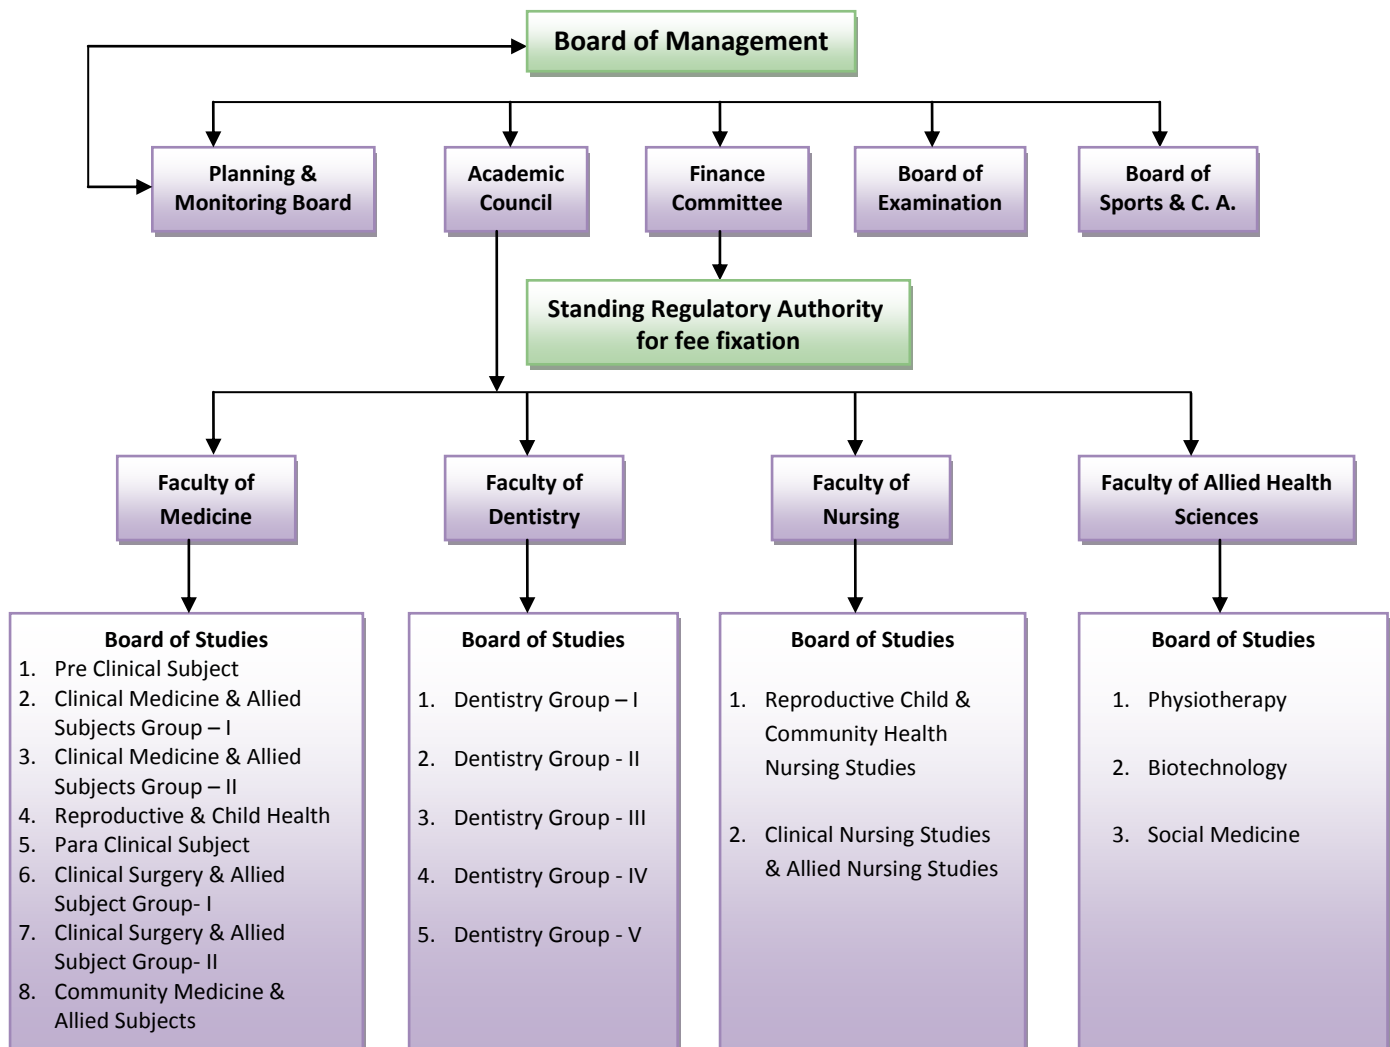 Board of Management
Planning &
Monitoring Board
Academic
Council
Finance
Committee
Board of
Examination
Board of
Sports & C. A.
Standing Regulatory Authority
for fee fixation
Faculty of
Medicine
Faculty of
Dentistry
Faculty of
Nursing
Faculty of Allied Health
Sciences
Board of Studies
1. Pre Clinical Subject
2. Clinical Medicine & Allied
Subjects Group – I
3. Clinical Medicine & Allied
Subjects Group – II
4. Reproductive & Child Health
5. Para Clinical Subject
6. Clinical Surgery & Allied
Subject Group- I
7. Clinical Surgery & Allied
Subject Group- II
8. Community Medicine &
Allied Subjects
Board of Studies
1. Dentistry Group – I
2. Dentistry Group - II
3. Dentistry Group - III
4. Dentistry Group - IV
5. Dentistry Group - V
Board of Studies
1. Reproductive Child &
Community Health
Nursing Studies
2. Clinical Nursing Studies
& Allied Nursing Studies
Board of Studies
1. Physiotherapy
2. Biotechnology
3. Social Medicine